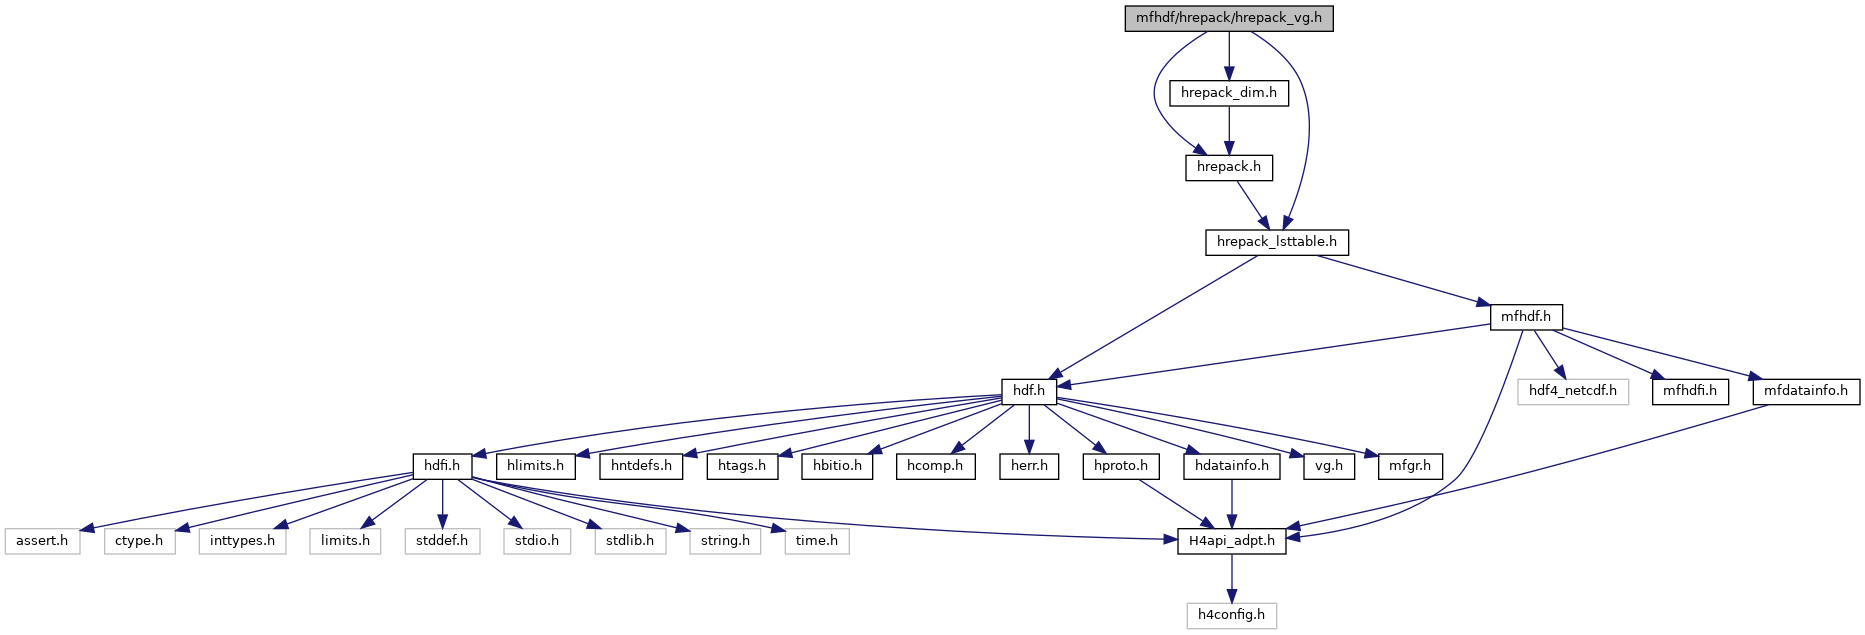 mfhdf/hrepack/hrepack_vg.h
hrepack_dim.h
hrepack.h
hrepack_lsttable.h
mfhdf.h
hdf.h
hdf4_netcdf.h
mfhdfi.h
mfdatainfo.h
hdfi.h
hlimits.h
hntdefs.h
htags.h
hbitio.h
hcomp.h
herr.h
hproto.h
hdatainfo.h
vg.h
mfgr.h
assert.h
ctype.h
inttypes.h
limits.h
stddef.h
stdio.h
stdlib.h
string.h
time.h
H4api_adpt.h
h4config.h